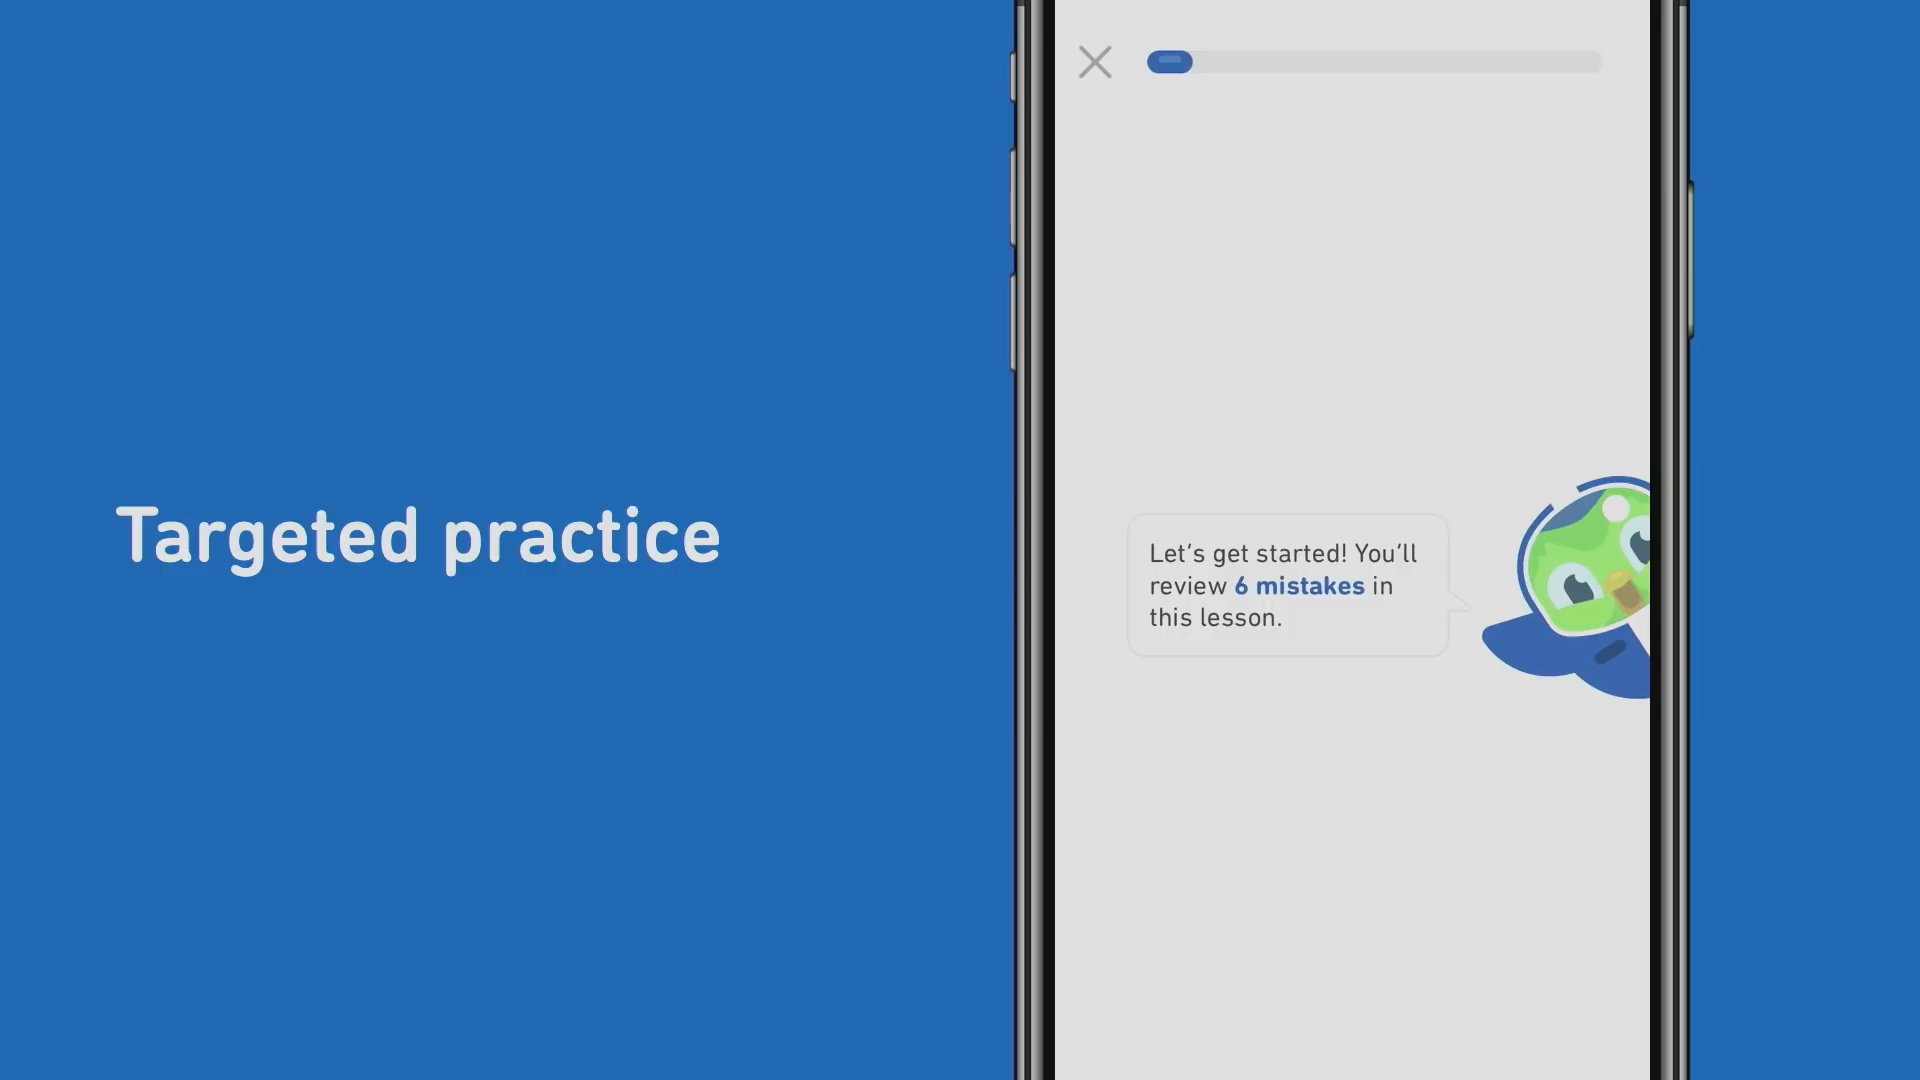 Targeted practice
Let’s get started! You’ll
review 6 mistakes in
this lesson.